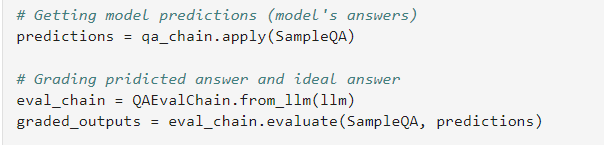 # Getting model predictions (model's answers)
predictions = qa_chain.apply(SampleQA)
# Grading pridicted answer and ideal answer
eval_chain = QAEvalChain.from_llm(llm)
graded_outputs = eval_chain.evaluate(SampleQA, predictions)